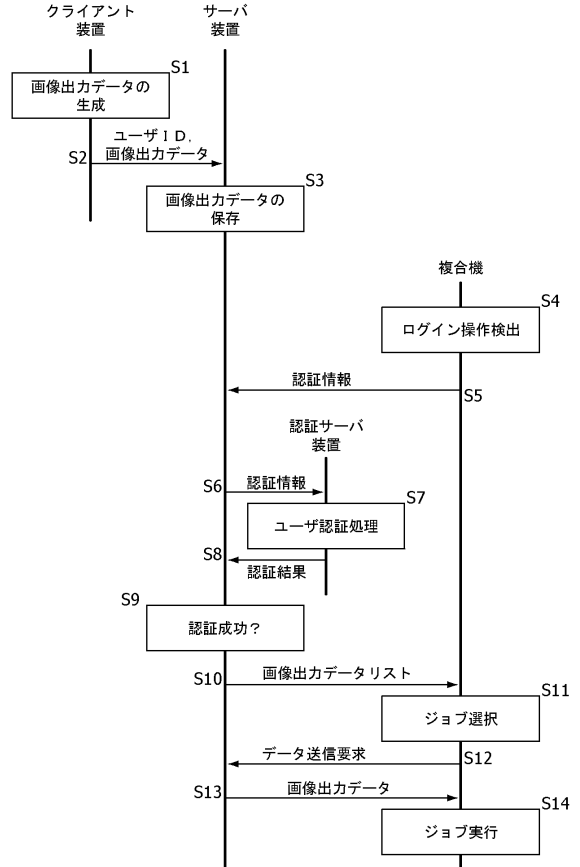 クライアント
装置
サーバ
装置
S1
画像出力データの
生成
ユーザＩＤ，
S2
画像出力データ
S3
画像出力データの
保存
複合機
S4
ログイン操作検出
認証情報
S5
認証サーバ
装置
S6
認証情報
S7
ユーザ認証処理
S8
認証結果
S9
認証成功？
S10
画像出力データリスト
S11
ジョブ選択
データ送信要求
S12
S13
画像出力データ
S14
ジョブ実行